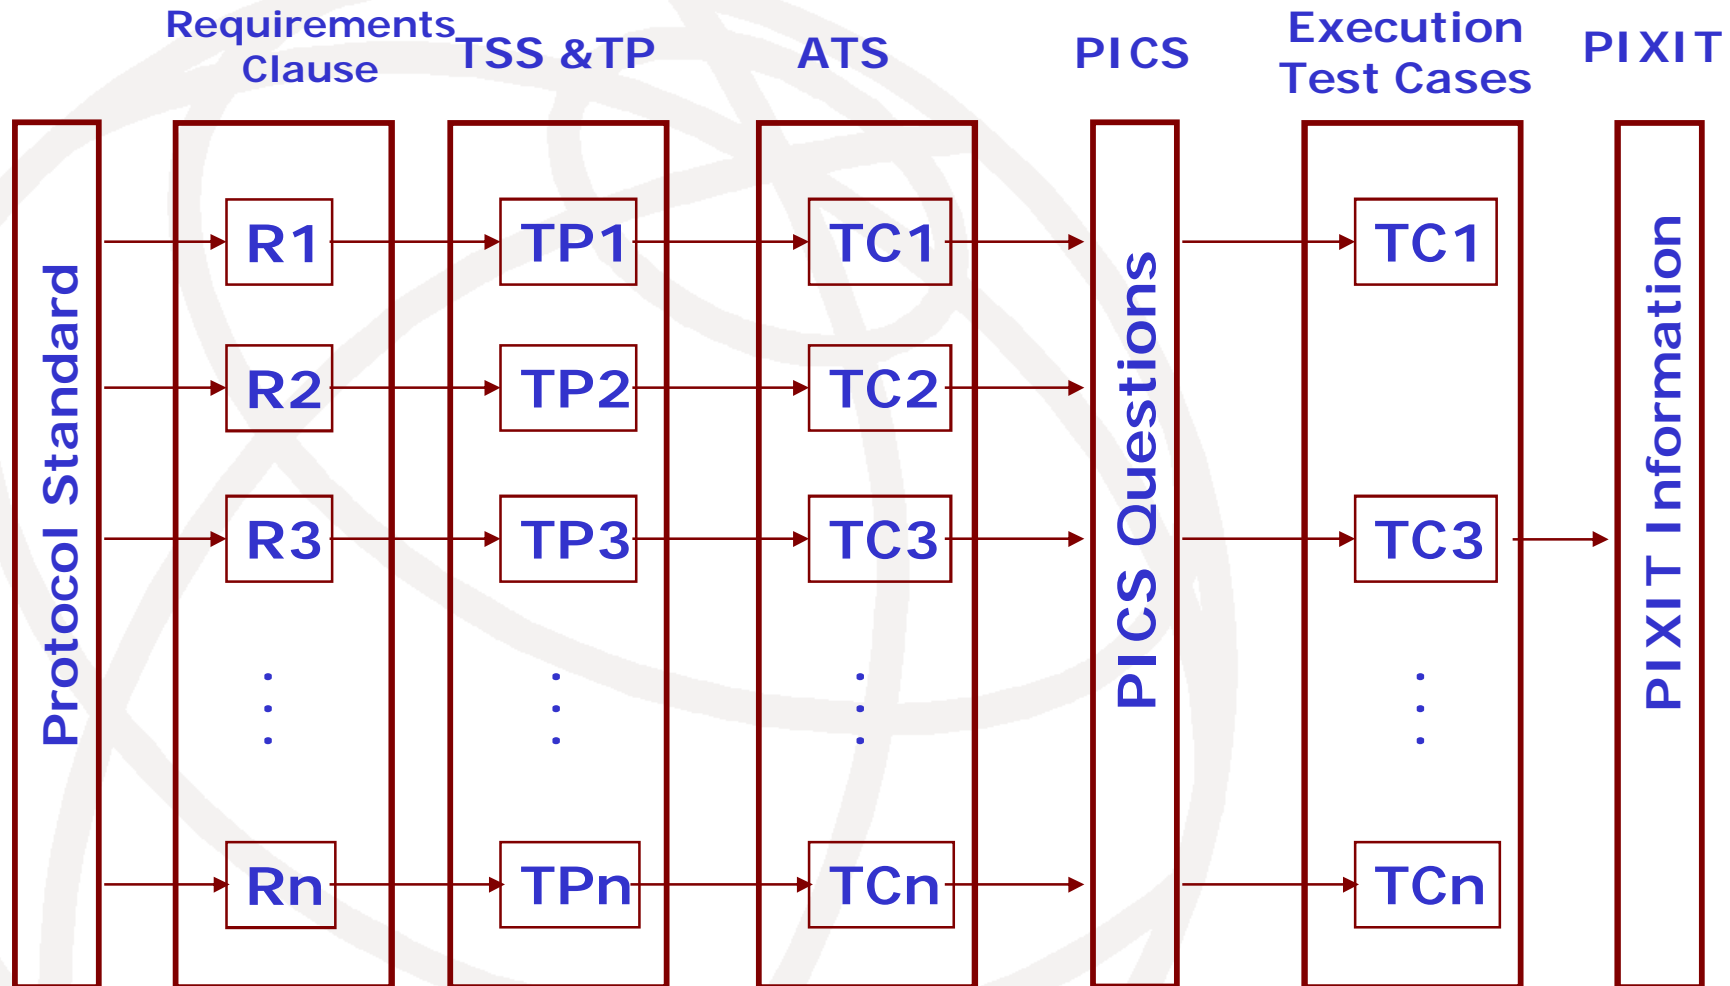 Requirements
Clause
TSS &TP
ATS
PICS
Execution
Test Cases
PIXIT
Protocol Standard
R1
TP1
TC1
PICS Questions
TC1
PIXIT Information
R2
TP2
TC2
R3
TP3
TC3
TC3
.
.
.
.
.
.
.
.
.
.
.
.
Rn
TPn
TCn
TCn